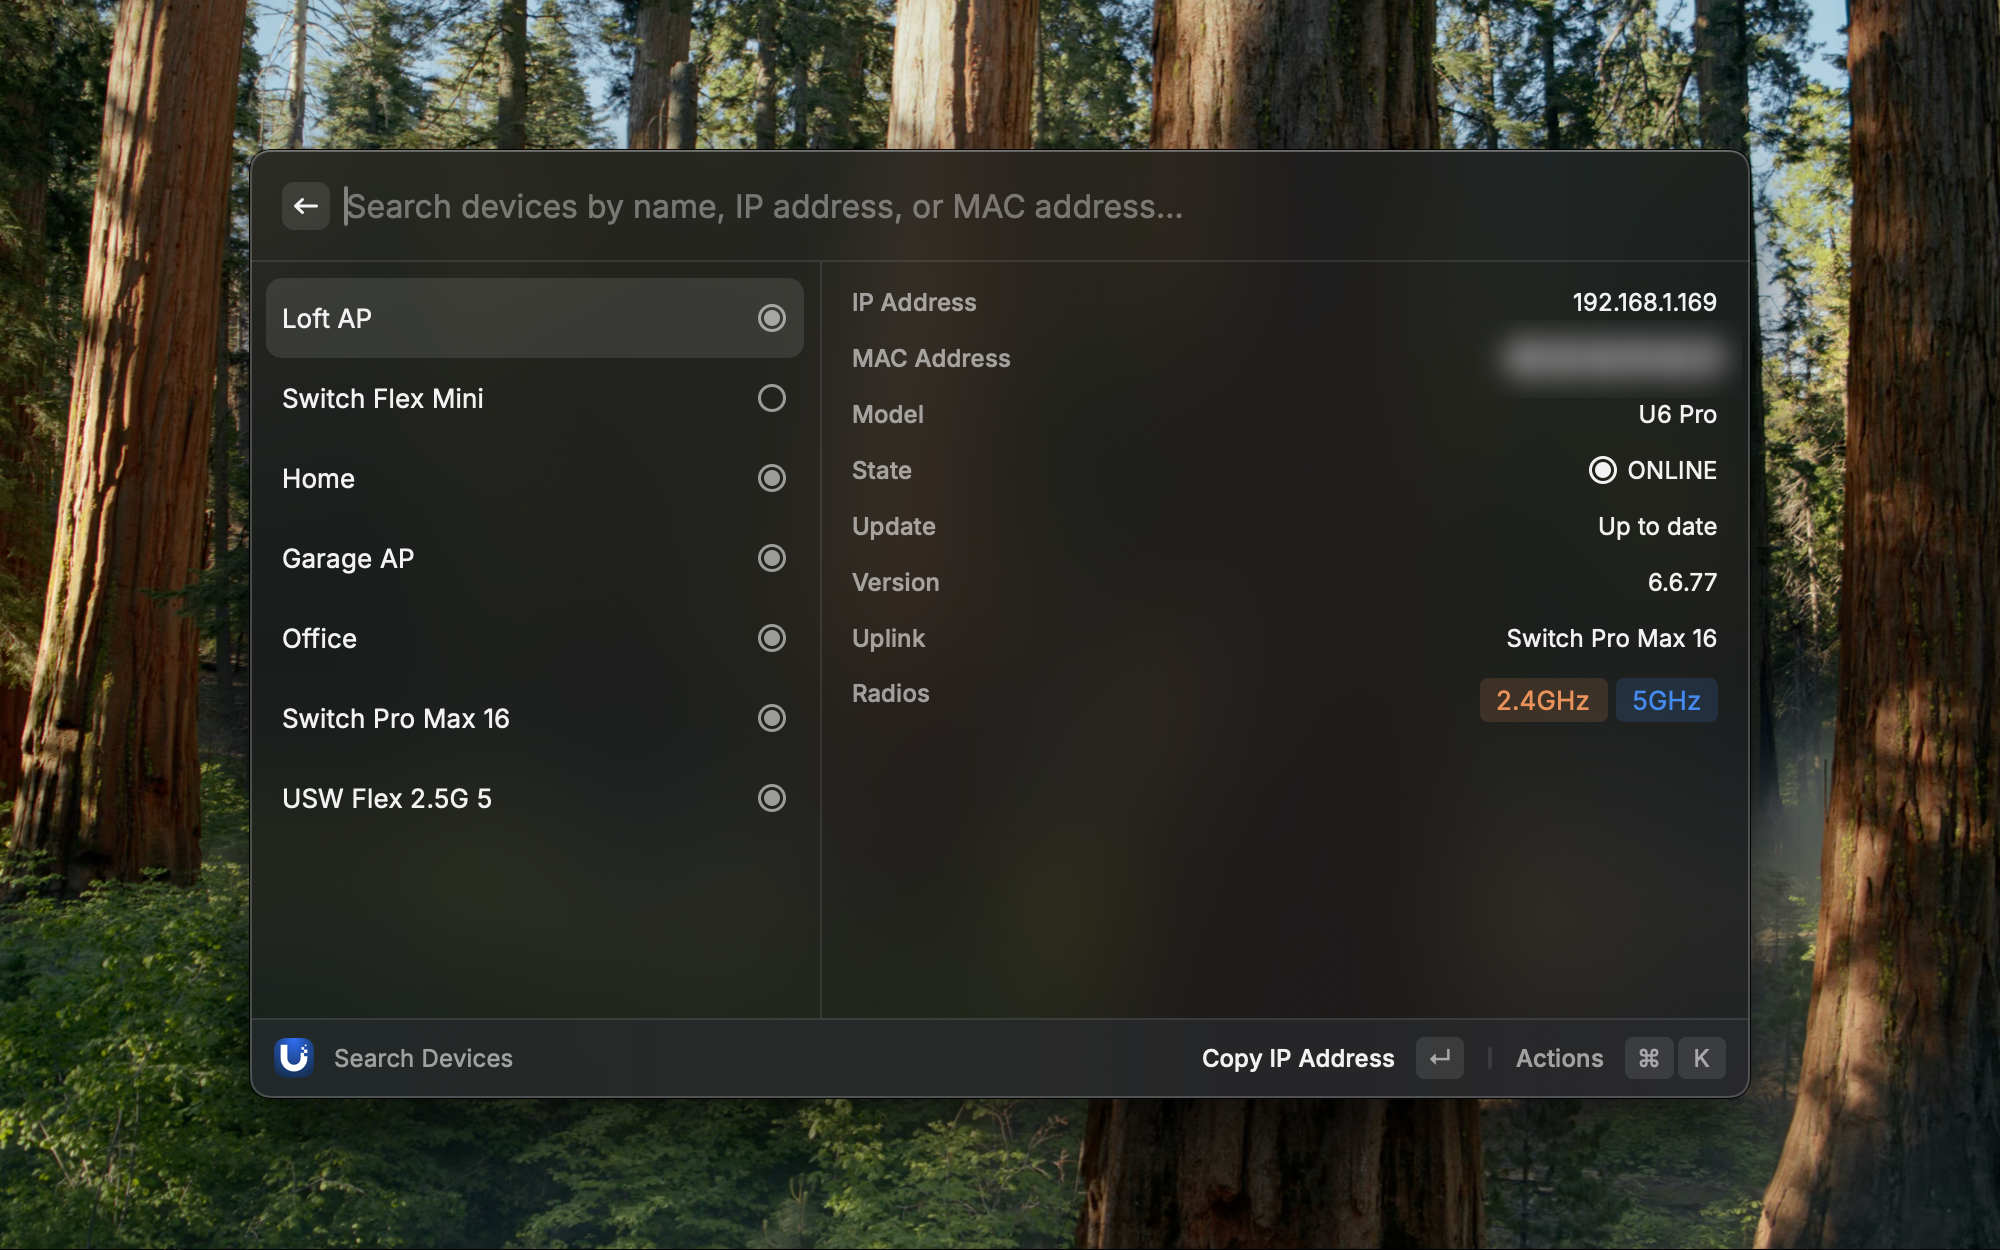 Search devices by name, IP address, or MAC address...
Loft AP
Switch Flex Mini
Home
Garage AP
Office
Switch Pro Max 16
USW Flex 2.5G 5
IP Address 192.168.1.169
MAC Address
Model U6 Pro
State ONLINE
Update Up to date
Version 6.6.77
Uplink Switch Pro Max 16
Radios 2.4GHz 5GHz
Search Devices Copy IP Address ↵ Actions ⌘ K